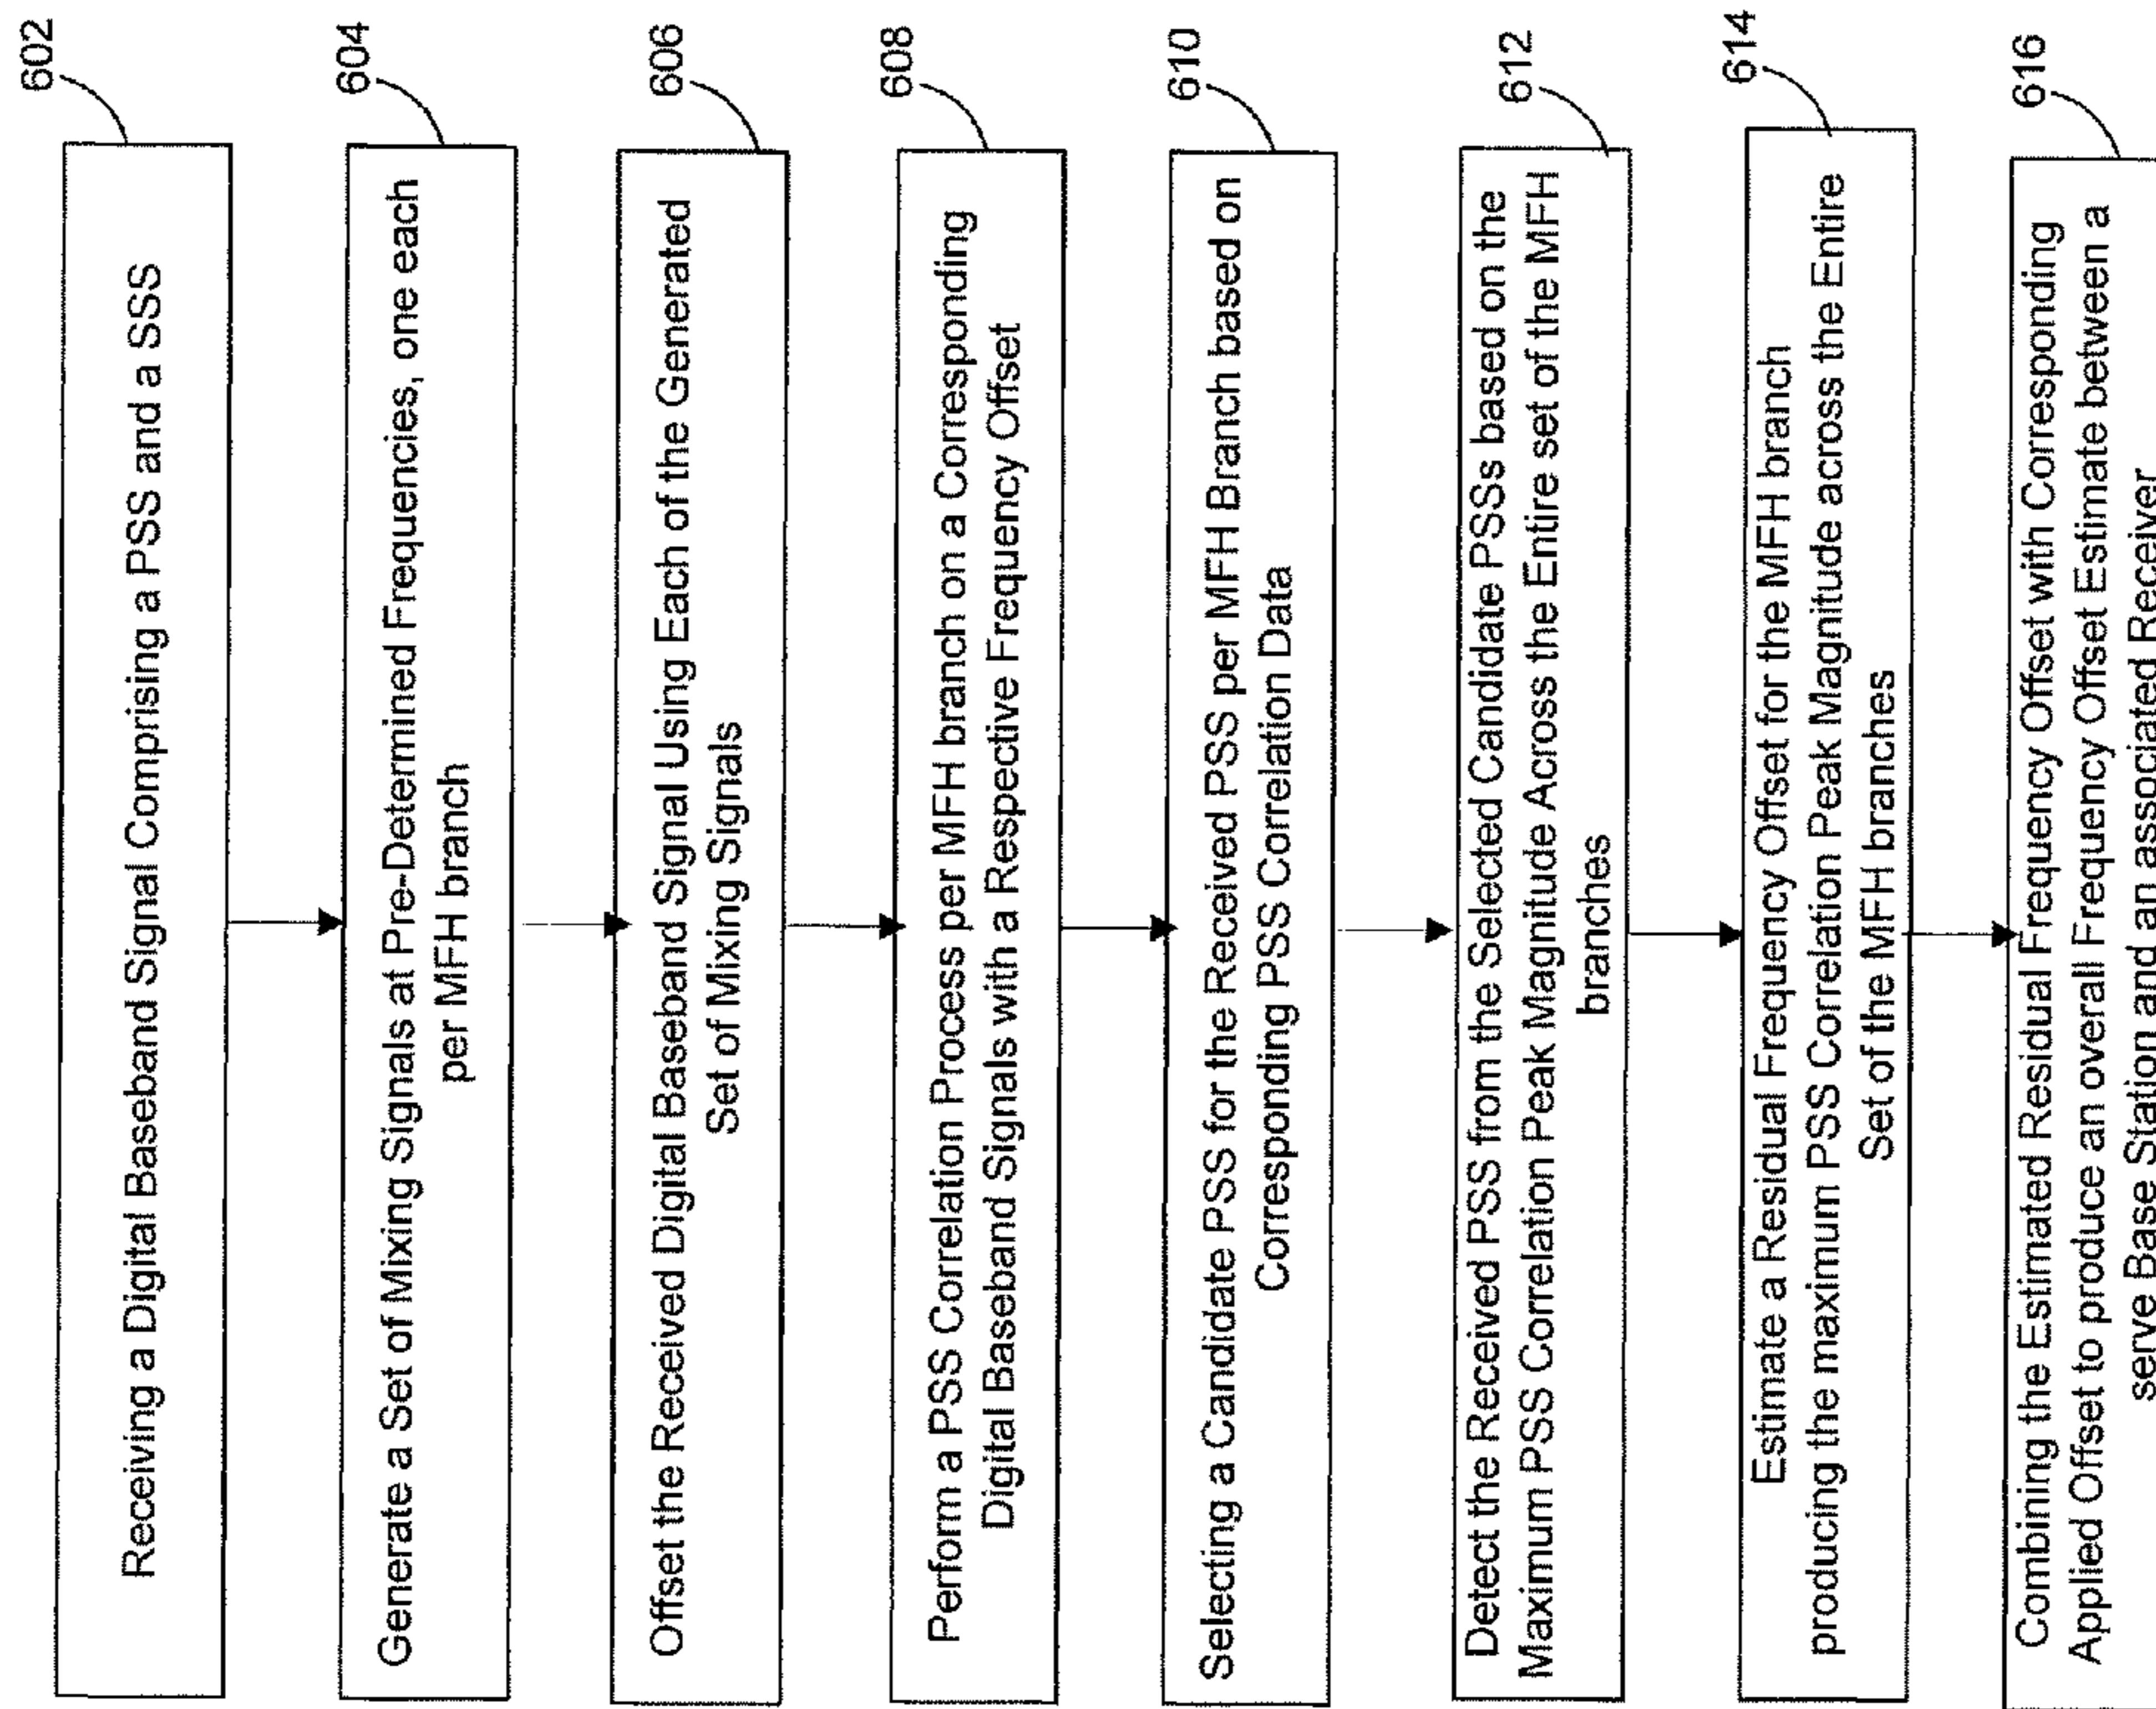 602
Receiving a Digital Baseband Signal Comprising a PSS and a SSS
604
Generate a Set of Mixing Signals at Pre-Determined Frequencies, one each
per MFH branch
606
Offset the Received Digital Baseband Signal Using Each of the Generated
Set of Mixing Signals
608
Perform a PSS Correlation Process per MFH branch on a Corresponding
Digital Baseband Signals with a Respective Frequency Offset
610
Selecting a Candidate PSS for the Received PSS per MFH Branch based on
Corresponding PSS Correlation Data
612
Detect the Received PSS from the Selected Candidate PSSs based on the
Maximum PSS Correlation Peak Magnitude Across the Entire set of the MFH
branches
614
Estimate a Residual Frequency Offset for the MFH branch
producing the maximum PSS Correlation Peak Magnitude across the Entire
Set of the MFH branches
616
Combining the Estimated Residual Frequency Offset with Corresponding
Applied Offset to produce an overall Frequency Offset Estimate between a
serve Base Station and an associated Receiver